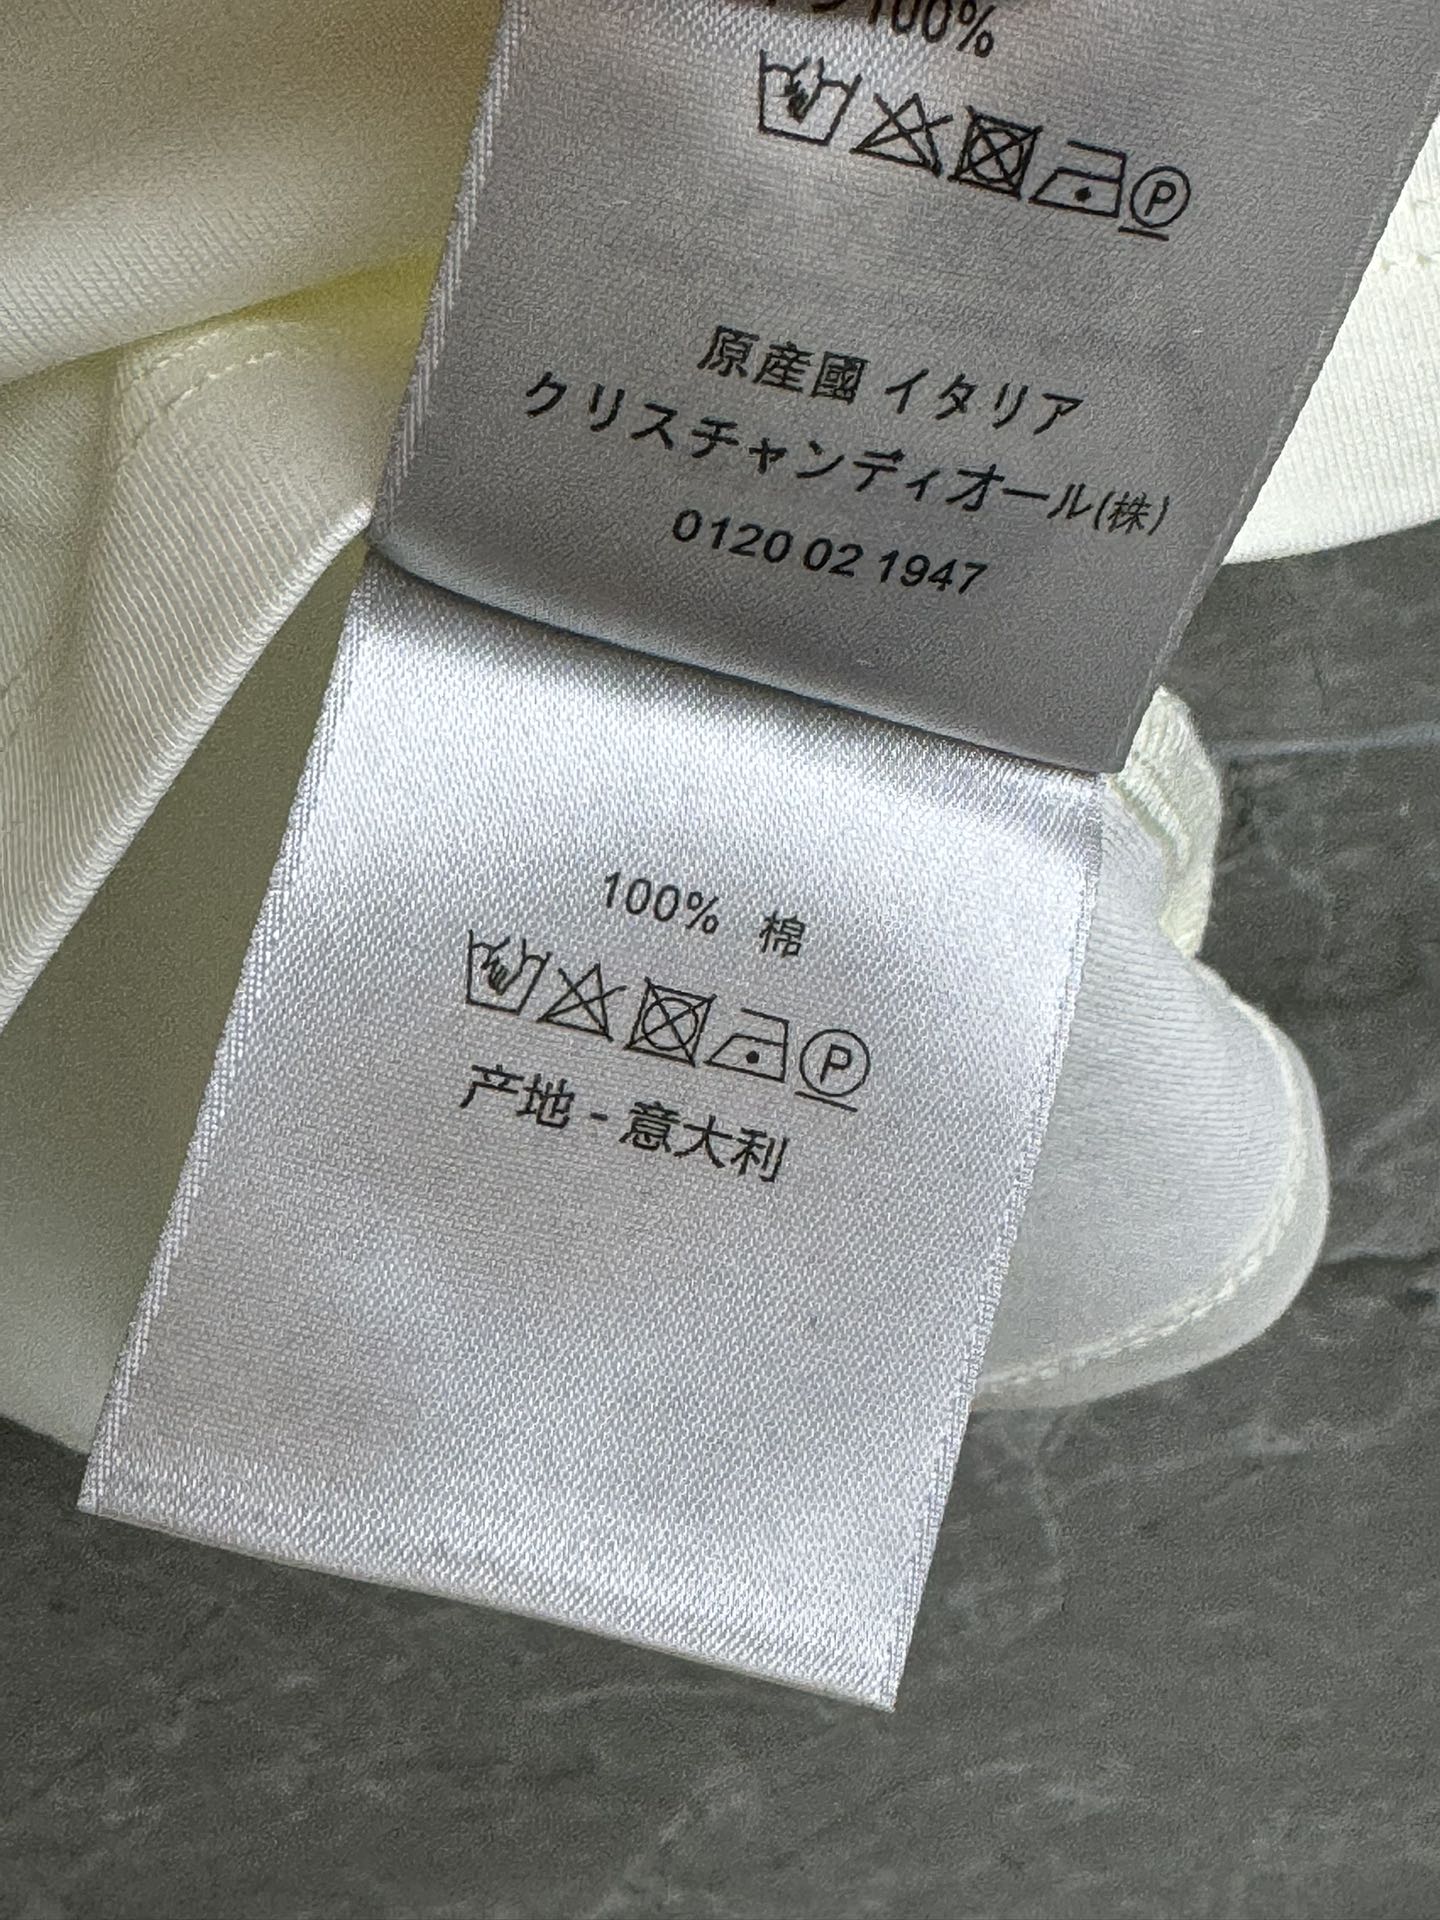 100%
原産國 イタリア
クリスチャンディオール(株)
0120 02 1947
100% 棉
P
产地 - 意大利